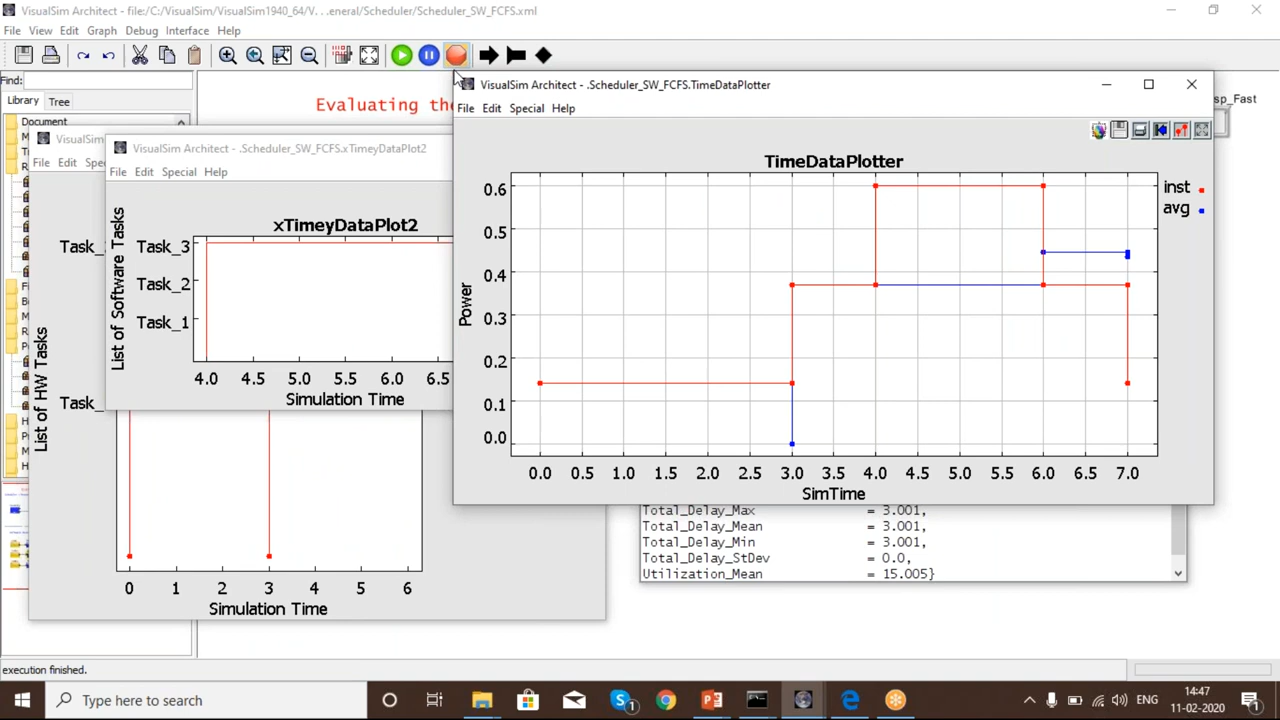 VisualSim Architect - file:/C:/VisualSim/VisualSim1940_64/V...eneral/Scheduler/Scheduler_SW_FCFS.xml
File View Edit Graph Debug Interface Help
Find:
Library Tree
Document
Evaluating the
sp_Fast
VisualSim
File Edit Spec
Task_
Task_
List of HW Tasks
0 1 2 3 4 5 6
Simulation Time
VisualSim Architect - .Scheduler_SW_FCFS.xTimeyDataPlot2
File Edit Special Help
xTimeyDataPlot2
List of Software Tasks
Task_3
Task_2
Task_1
4.0 4.5 5.0 5.5 6.0 6.5
Simulation Time
VisualSim Architect - .Scheduler_SW_FCFS.TimeDataPlotter
File Edit Special Help
TimeDataPlotter
inst
avg
Power
0.6
0.5
0.4
0.3
0.2
0.1
0.0
0.0 0.5 1.0 1.5 2.0 2.5 3.0 3.5 4.0 4.5 5.0 5.5 6.0 6.5 7.0
SimTime
Total_Delay_Max = 3.001,
Total_Delay_Mean = 3.001,
Total_Delay_Min = 3.001,
Total_Delay_StDev = 0.0,
Utilization_Mean = 15.005}
execution finished.
Type here to search
ENG
14:47
11-02-2020